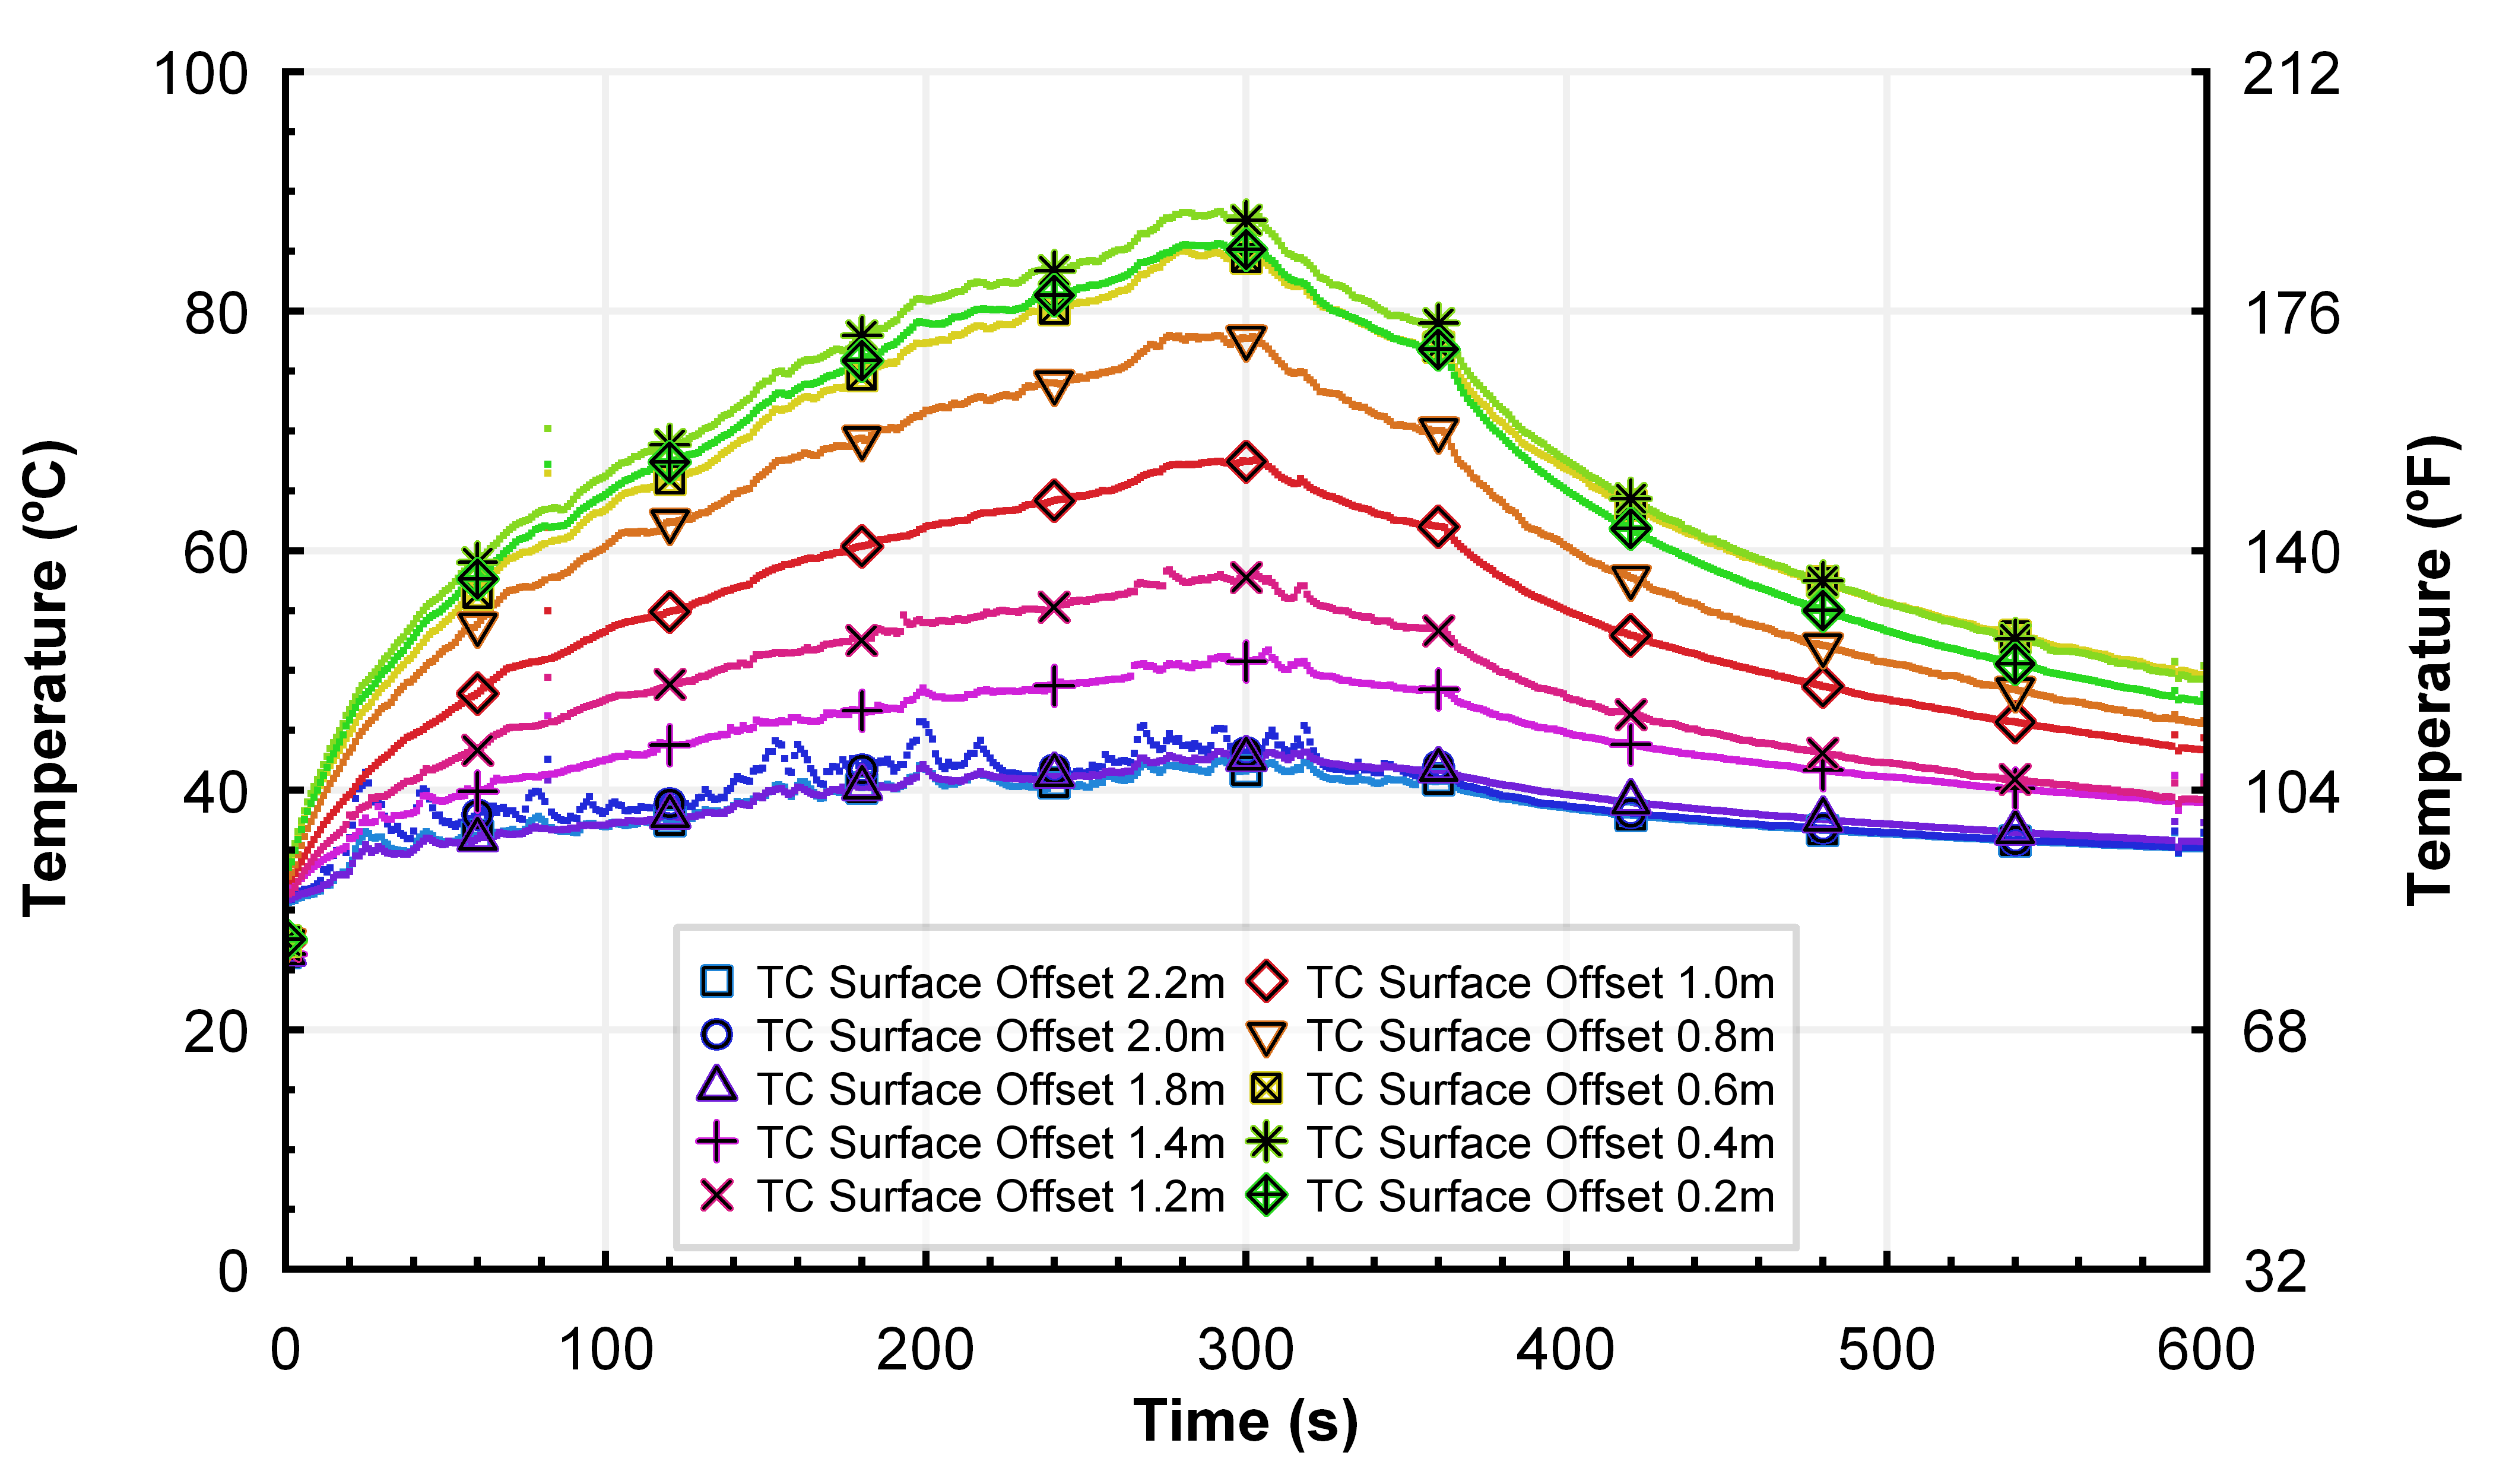 100
80
60
40
20
0
Temperature (ºC)
212
176
140
104
68
32
Temperature (ºF)
TC Surface Offset 2.2m
TC Surface Offset 2.0m
TC Surface Offset 1.8m
TC Surface Offset 1.4m
TC Surface Offset 1.2m
TC Surface Offset 1.0m
TC Surface Offset 0.8m
TC Surface Offset 0.6m
TC Surface Offset 0.4m
TC Surface Offset 0.2m
0 100 200 300 400 500 600
Time (s)